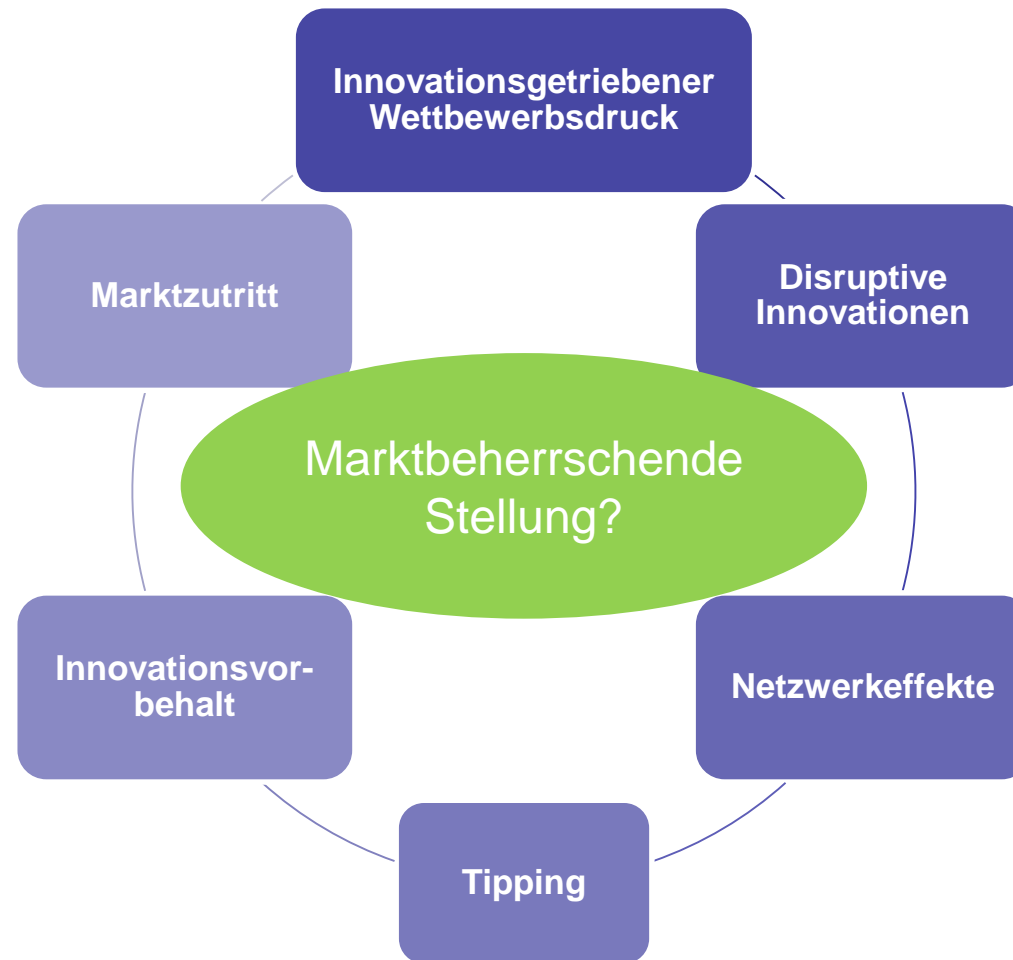 Innovationsgetriebener
Wettbewerbsdruck
Disruptive
Innovationen
Netzwerkeffekte
Tipping
Innovationsvor-
behalt
Marktzutritt
Marktbeherrschende
Stellung?